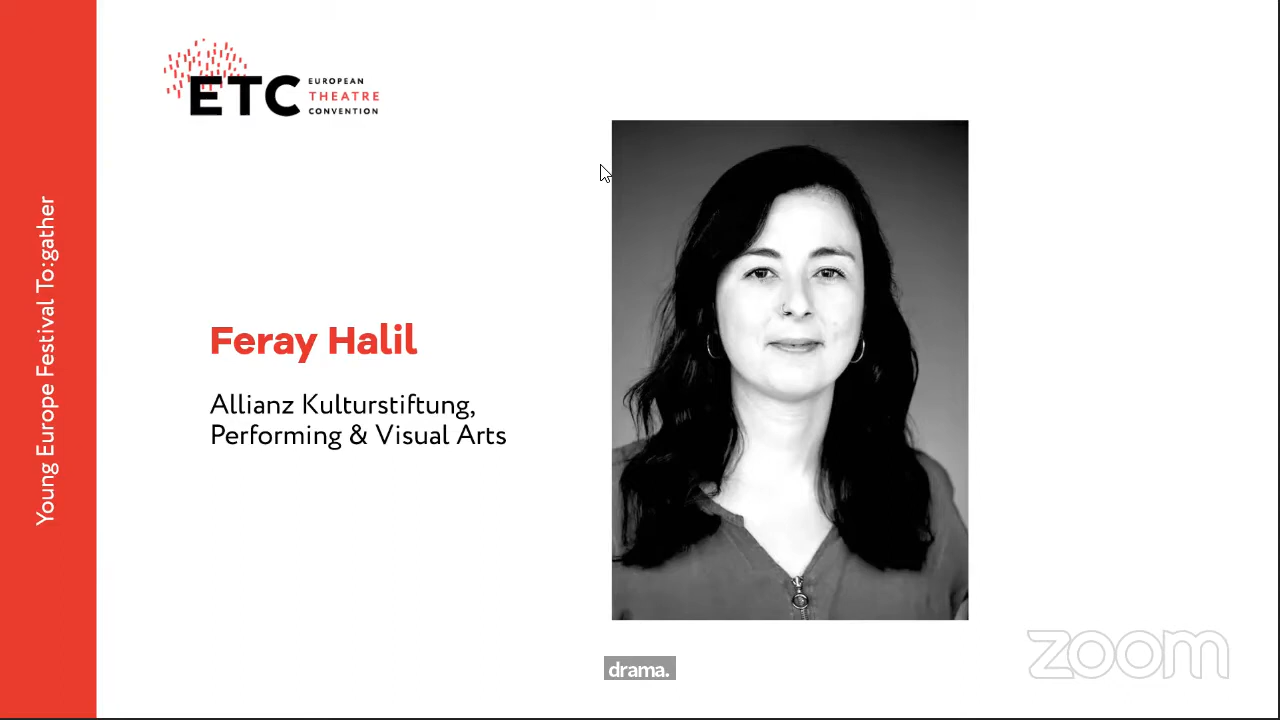 ETC
EUROPEAN
THEATRE
CONVENTION
Young Europe Festival To:gather
Feray Halil
Allianz Kulturstiftung,
Performing & Visual Arts
drama.
zoom